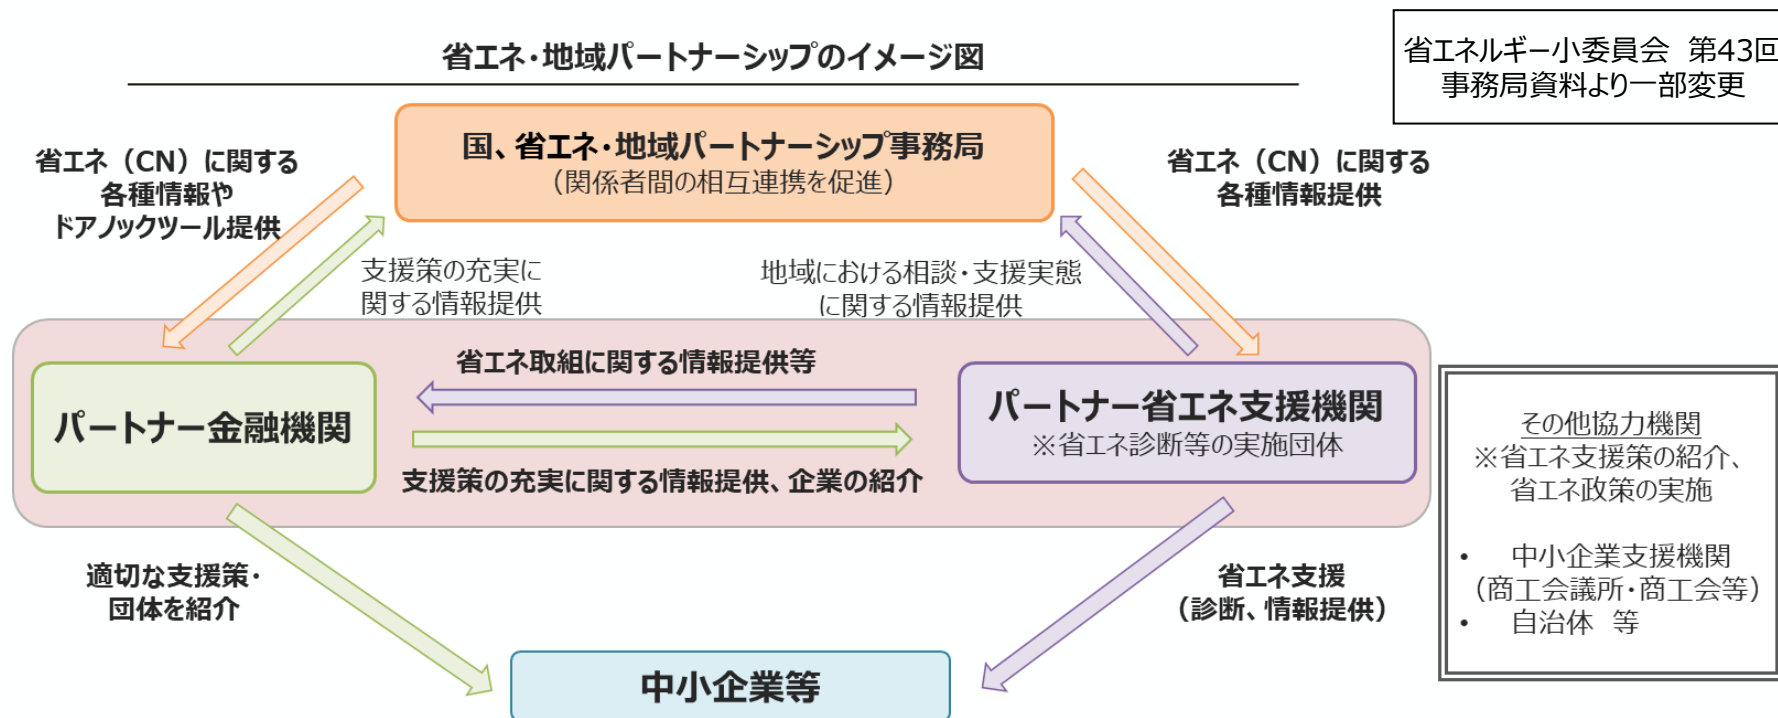 省エネ・地域パートナーシップのイメージ図
省エネルギー小委員会 第43回
事務局資料より一部変更
国、省エネ・地域パートナーシップ事務局
（関係者間の相互連携を促進）
省エネ（CN）に関する
各種情報や
ドアノックツール提供
省エネ（CN）に関する
各種情報提供
支援策の充実に
関する情報提供
地域における相談・支援実態
に関する情報提供
省エネ取組に関する情報提供等
パートナー金融機関
パートナー省エネ支援機関
※省エネ診断等の実施団体
支援策の充実に関する情報提供、企業の紹介
その他協力機関
※省エネ支援策の紹介、
省エネ政策の実施
• 中小企業支援機関
（商工会議所・商工会等）
• 自治体 等
適切な支援策・
団体を紹介
省エネ支援
（診断、情報提供）
中小企業等